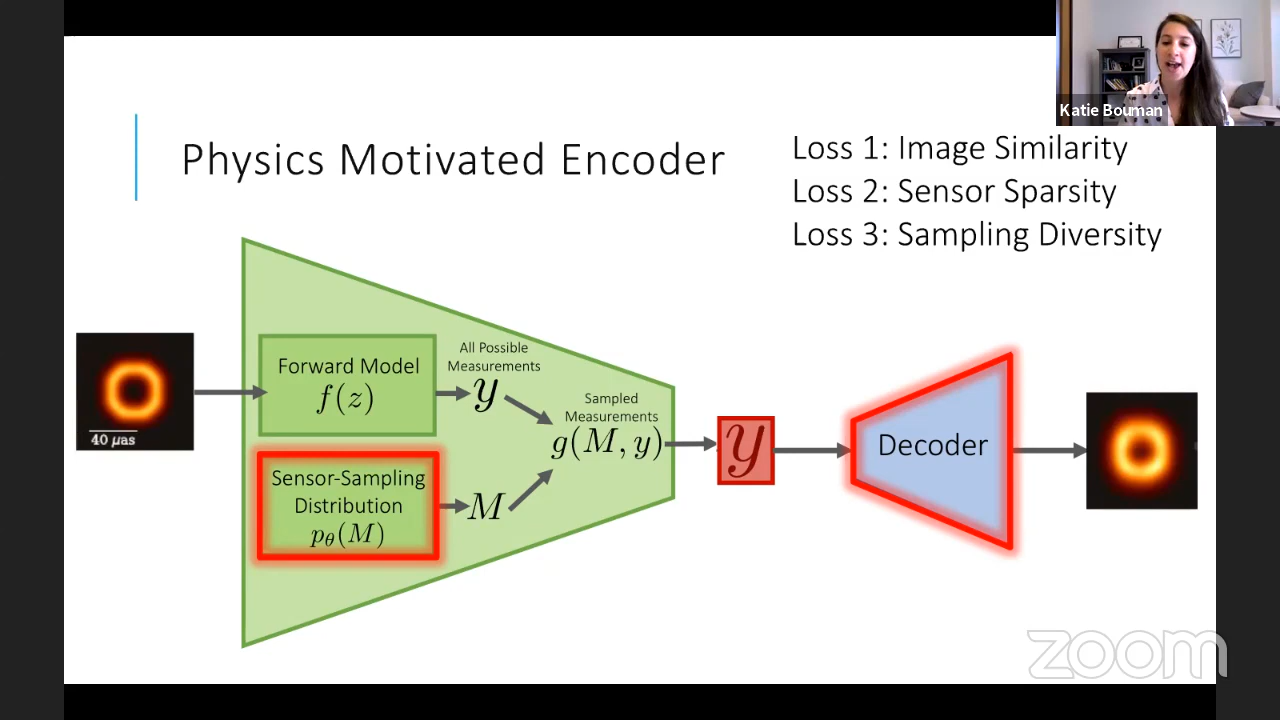 Katie Bouman
Physics Motivated Encoder
Loss 1: Image Similarity
Loss 2: Sensor Sparsity
Loss 3: Sampling Diversity
40 μas
Forward Model
f(z)
All Possible
Measurements
y
Sensor-Sampling
Distribution
pθ(M)
M
Sampled
Measurements
g(M, y)
y
Decoder
zoom